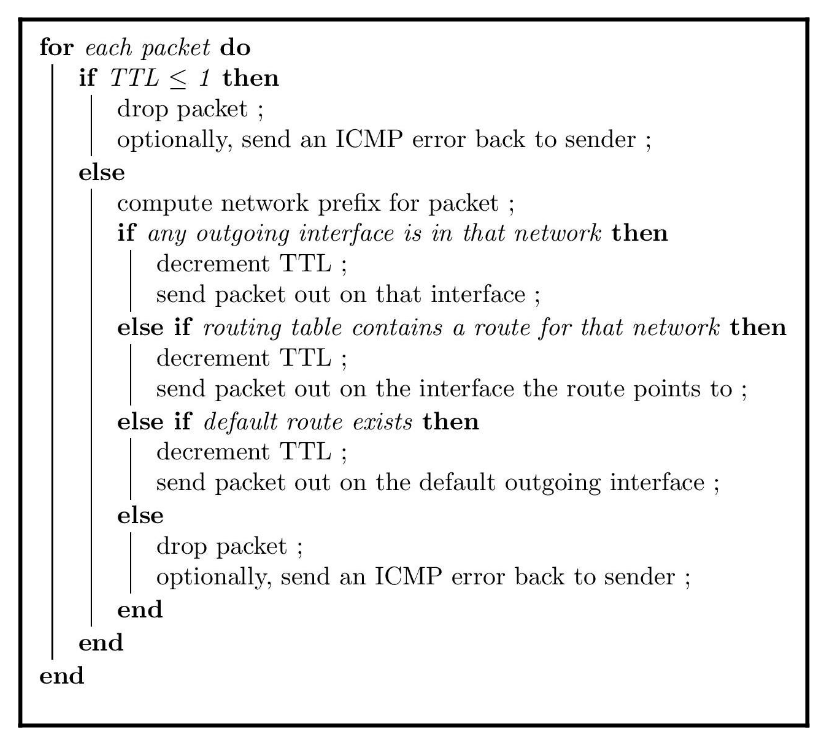 for each packet do
if TTL ≤ 1 then
drop packet ;
optionally, send an ICMP error back to sender ;
else
compute network prefix for packet ;
if any outgoing interface is in that network then
decrement TTL ;
send packet out on that interface ;
else if routing table contains a route for that network then
decrement TTL ;
send packet out on the interface the route points to ;
else if default route exists then
decrement TTL ;
send packet out on the default outgoing interface ;
else
drop packet ;
optionally, send an ICMP error back to sender ;
end
end
end